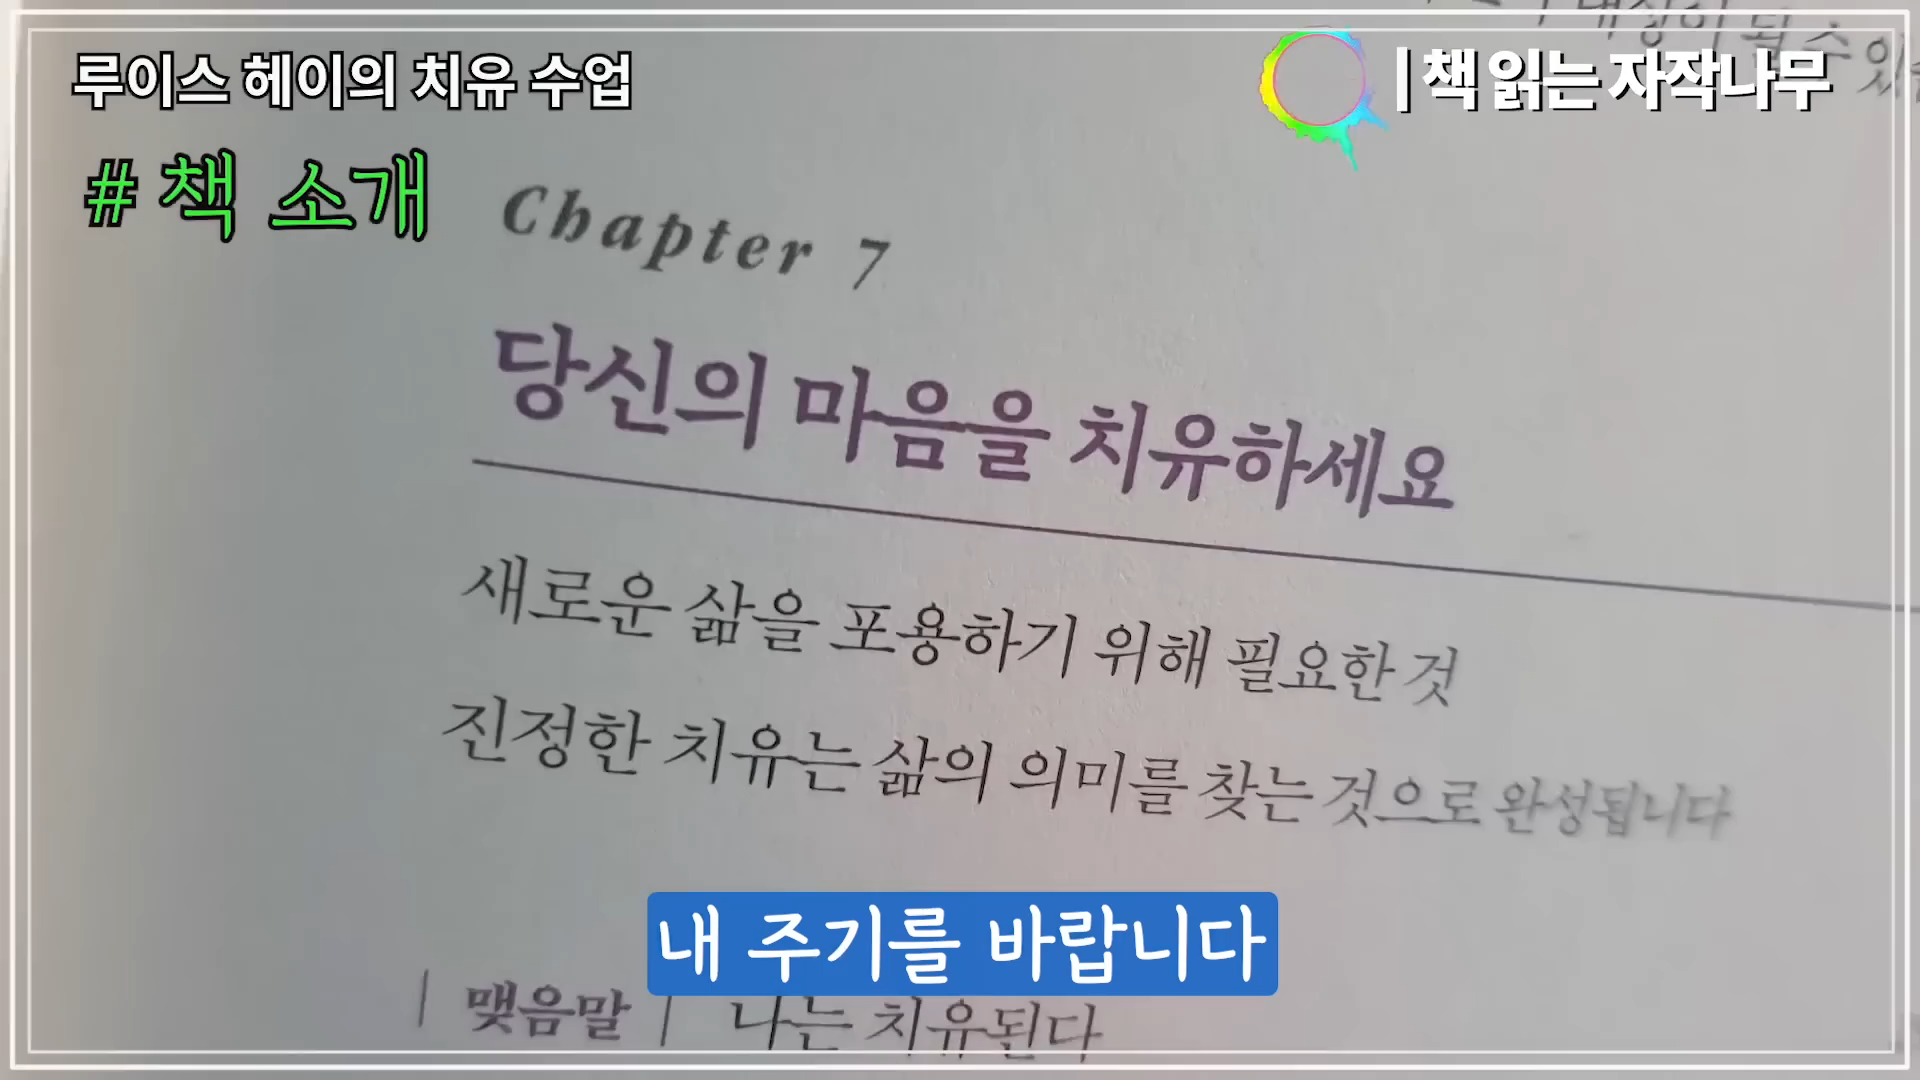 루이스 헤이의 치유 수업
| 책 읽는 자작나무
# 책 소개
Chapter 7
당신의 마음을 치유하세요
새로운 삶을 포용하기 위해 필요한 것
진정한 치유는 삶의 의미를 찾는 것으로 완성됩니다
내 주기를 바랍니다
| 맺음말 | 나는 치유된다